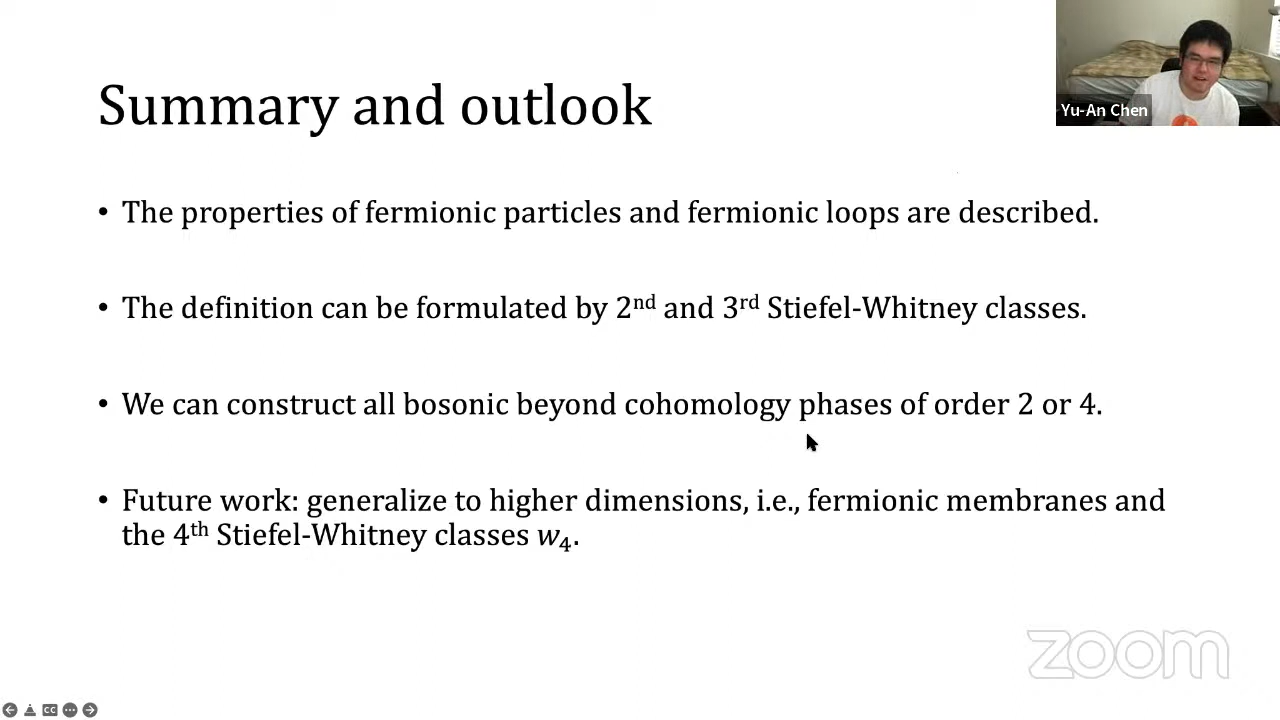 Summary and outlook
Yu-An Chen
• The properties of fermionic particles and fermionic loops are described.
• The definition can be formulated by 2nd and 3rd Stiefel-Whitney classes.
• We can construct all bosonic beyond cohomology phases of order 2 or 4.
• Future work: generalize to higher dimensions, i.e., fermionic membranes and
the 4th Stiefel-Whitney classes w₄.
zoom
CC